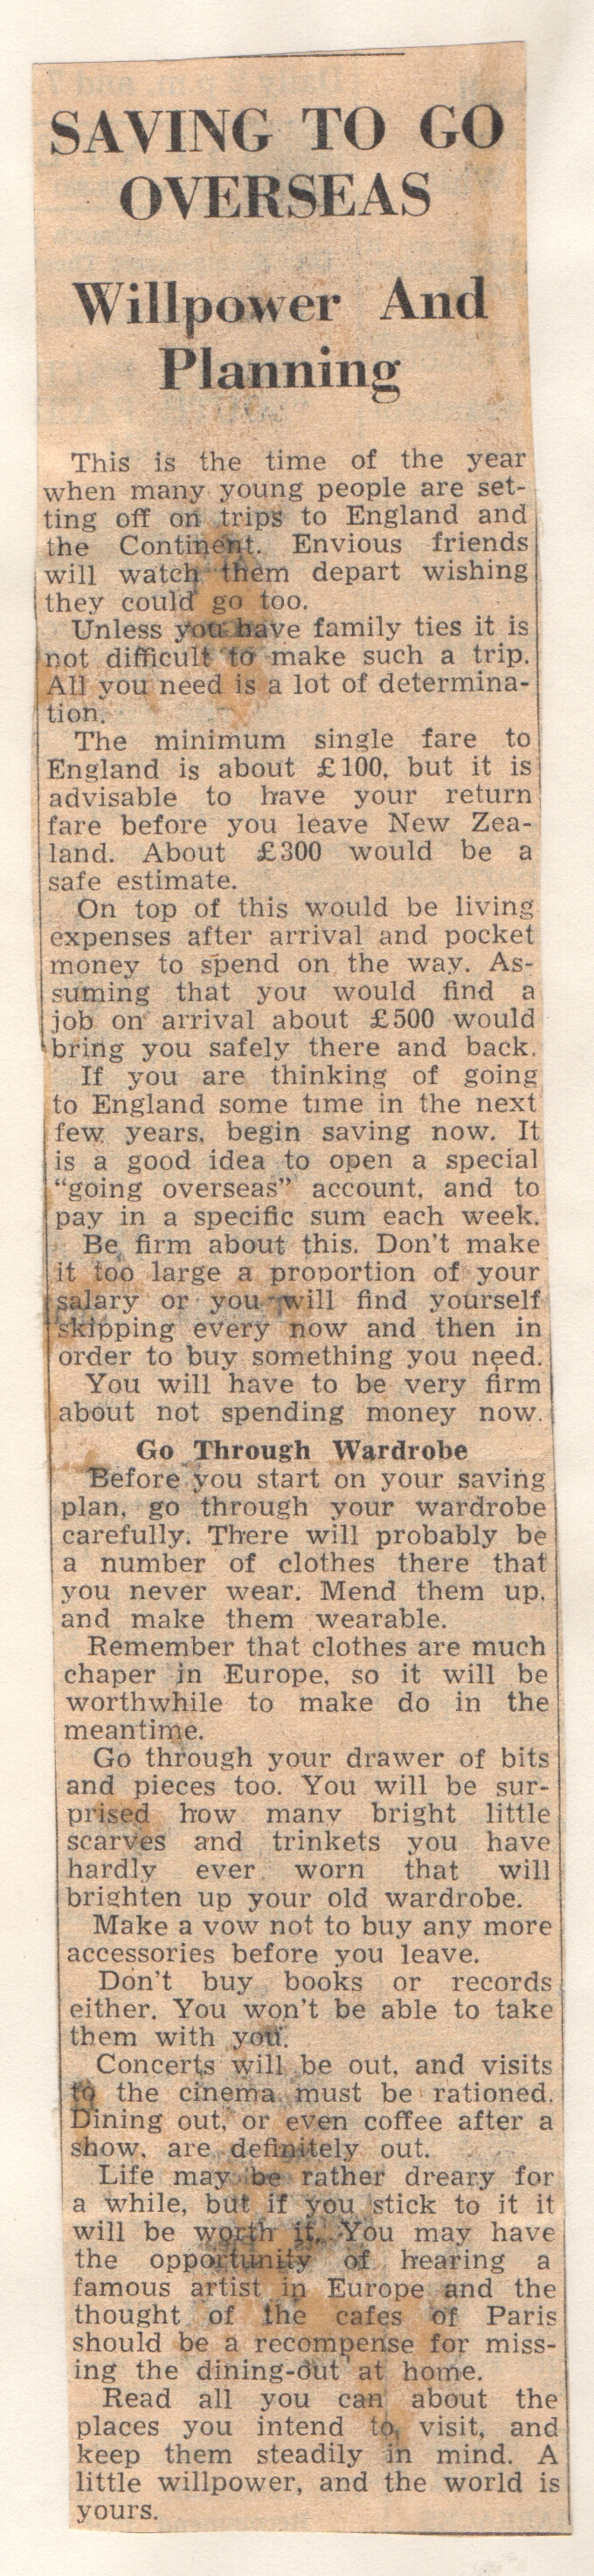 SAVING TO GO
OVERSEAS
Willpower And
Planning
This is the time of the year
when many young people are set-
ting off on trips to England and
the Continent. Envious friends
will watch them depart wishing
they could go too.
Unless you have family ties it is
not difficult to make such a trip.
All you need is a lot of determina-
tion.
The minimum single fare to
England is about £100, but it is
advisable to have your return
fare before you leave New Zea-
land. About £300 would be a
safe estimate.
On top of this would be living
expenses after arrival and pocket
money to spend on the way. As-
suming that you would find a
job on arrival about £500 would
bring you safely there and back.
If you are thinking of going
to England some time in the next
few years, begin saving now. It
is a good idea to open a special
“going overseas” account, and to
pay in a specific sum each week.
Be firm about this. Don't make
it too large a proportion of your
salary or you will find yourself
skipping every now and then in
order to buy something you need.
You will have to be very firm
about not spending money now.
Go Through Wardrobe
Before you start on your saving
plan, go through your wardrobe
carefully. There will probably be
a number of clothes there that
you never wear. Mend them up,
and make them wearable.
Remember that clothes are much
chaper in Europe, so it will be
worthwhile to make do in the
meantime.
Go through your drawer of bits
and pieces too. You will be sur-
prised how many bright little
scarves and trinkets you have
hardly ever worn that will
brighten up your old wardrobe.
Make a vow not to buy any more
accessories before you leave.
Don't buy books or records
either. You won't be able to take
them with you.
Concerts will be out, and visits
to the cinema must be rationed.
Dining out, or even coffee after a
show, are definitely out.
Life may be rather dreary for
a while, but if you stick to it it
will be worth it. You may have
the opportunity of hearing a
famous artist in Europe and the
thought of the cafes of Paris
should be a recompense for miss-
ing the dining-out at home.
Read all you can about the
places you intend to visit, and
keep them steadily in mind. A
little willpower, and the world is
yours.